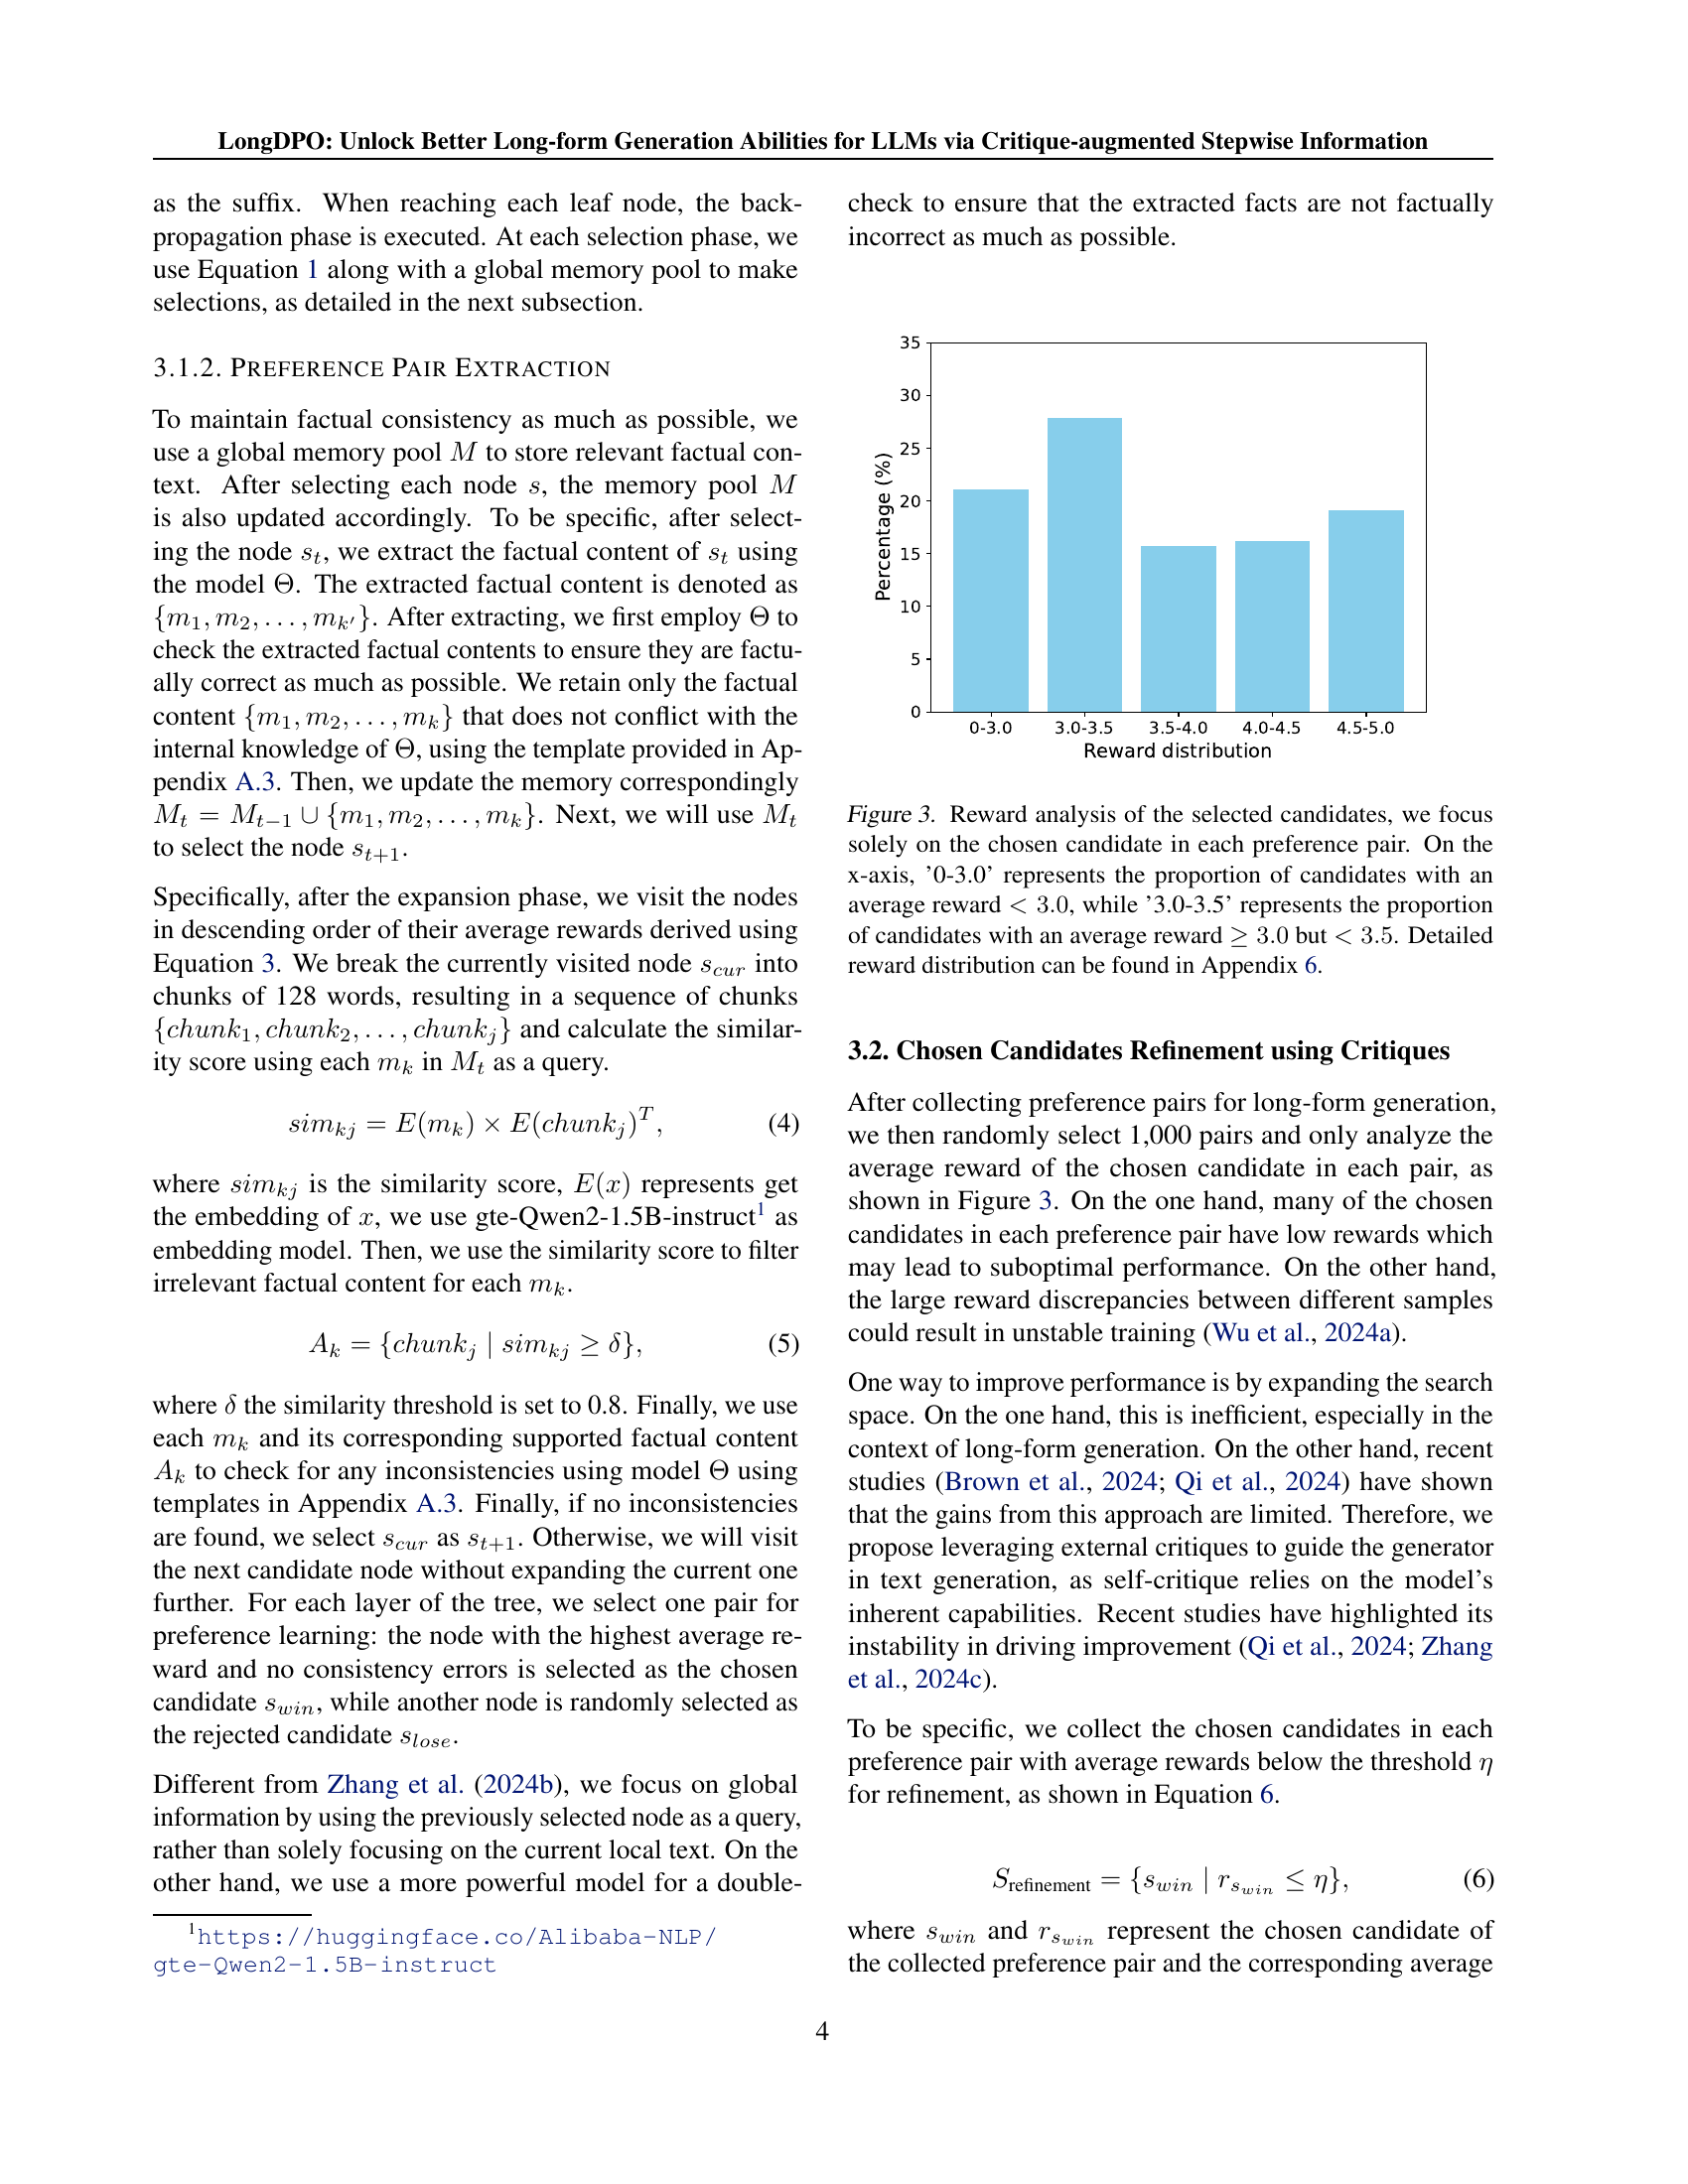 LongDPO: Unlock Better Long-form Generation Abilities for LLMs via Critique-augmented Stepwise Information
as the suffix. When reaching each leaf node, the back-
propagation phase is executed. At each selection phase, we
use Equation 1 along with a global memory pool to make
selections, as detailed in the next subsection.
3.1.2. PREFERENCE PAIR EXTRACTION
To maintain factual consistency as much as possible, we
use a global memory pool M to store relevant factual con-
text. After selecting each node s, the memory pool M
is also updated accordingly. To be specific, after select-
ing the node s_t, we extract the factual content of s_t using
the model Θ. The extracted factual content is denoted as
{m_1, m_2, . . . , m_{k′}}. After extracting, we first employ Θ to
check the extracted factual contents to ensure they are factu-
ally correct as much as possible. We retain only the factual
content {m_1, m_2, . . . , m_k} that does not conflict with the
internal knowledge of Θ, using the template provided in Ap-
pendix A.3. Then, we update the memory correspondingly
M_t = M_{t−1} ∪ {m_1, m_2, . . . , m_k}. Next, we will use M_t
to select the node s_{t+1}.
Specifically, after the expansion phase, we visit the nodes
in descending order of their average rewards derived using
Equation 3. We break the currently visited node s_{cur} into
chunks of 128 words, resulting in a sequence of chunks
{chunk_1, chunk_2, . . . , chunk_j} and calculate the similar-
ity score using each m_k in M_t as a query.
sim_{kj} = E(m_k) × E(chunk_j)^T, (4)
where sim_{kj} is the similarity score, E(x) represents get
the embedding of x, we use gte-Qwen2-1.5B-instruct^1 as
embedding model. Then, we use the similarity score to filter
irrelevant factual content for each m_k.
A_k = {chunk_j | sim_{kj} ≥ δ}, (5)
where δ the similarity threshold is set to 0.8. Finally, we use
each m_k and its corresponding supported factual content
A_k to check for any inconsistencies using model Θ using
templates in Appendix A.3. Finally, if no inconsistencies
are found, we select s_{cur} as s_{t+1}. Otherwise, we will visit
the next candidate node without expanding the current one
further. For each layer of the tree, we select one pair for
preference learning: the node with the highest average re-
ward and no consistency errors is selected as the chosen
candidate s_{win}, while another node is randomly selected as
the rejected candidate s_{lose}.
Different from Zhang et al. (2024b), we focus on global
information by using the previously selected node as a query,
rather than solely focusing on the current local text. On the
other hand, we use a more powerful model for a double-
^1https://huggingface.co/Alibaba-NLP/
gte-Qwen2-1.5B-instruct
check to ensure that the extracted facts are not factually
incorrect as much as possible.
35
30
25
20
15
10
5
0
Percentage (%)
0-3.0 3.0-3.5 3.5-4.0 4.0-4.5 4.5-5.0
Reward distribution
Figure 3. Reward analysis of the selected candidates, we focus
solely on the chosen candidate in each preference pair. On the
x-axis, ’0-3.0’ represents the proportion of candidates with an
average reward < 3.0, while ’3.0-3.5’ represents the proportion
of candidates with an average reward ≥ 3.0 but < 3.5. Detailed
reward distribution can be found in Appendix 6.
3.2. Chosen Candidates Refinement using Critiques
After collecting preference pairs for long-form generation,
we then randomly select 1,000 pairs and only analyze the
average reward of the chosen candidate in each pair, as
shown in Figure 3. On the one hand, many of the chosen
candidates in each preference pair have low rewards which
may lead to suboptimal performance. On the other hand,
the large reward discrepancies between different samples
could result in unstable training (Wu et al., 2024a).
One way to improve performance is by expanding the search
space. On the one hand, this is inefficient, especially in the
context of long-form generation. On the other hand, recent
studies (Brown et al., 2024; Qi et al., 2024) have shown
that the gains from this approach are limited. Therefore, we
propose leveraging external critiques to guide the generator
in text generation, as self-critique relies on the model’s
inherent capabilities. Recent studies have highlighted its
instability in driving improvement (Qi et al., 2024; Zhang
et al., 2024c).
To be specific, we collect the chosen candidates in each
preference pair with average rewards below the threshold η
for refinement, as shown in Equation 6.
S_{refinement} = {s_{win} | r_{s_{win}} ≤ η}, (6)
where s_{win} and r_{s_{win}} represent the chosen candidate of
the collected preference pair and the corresponding average
4